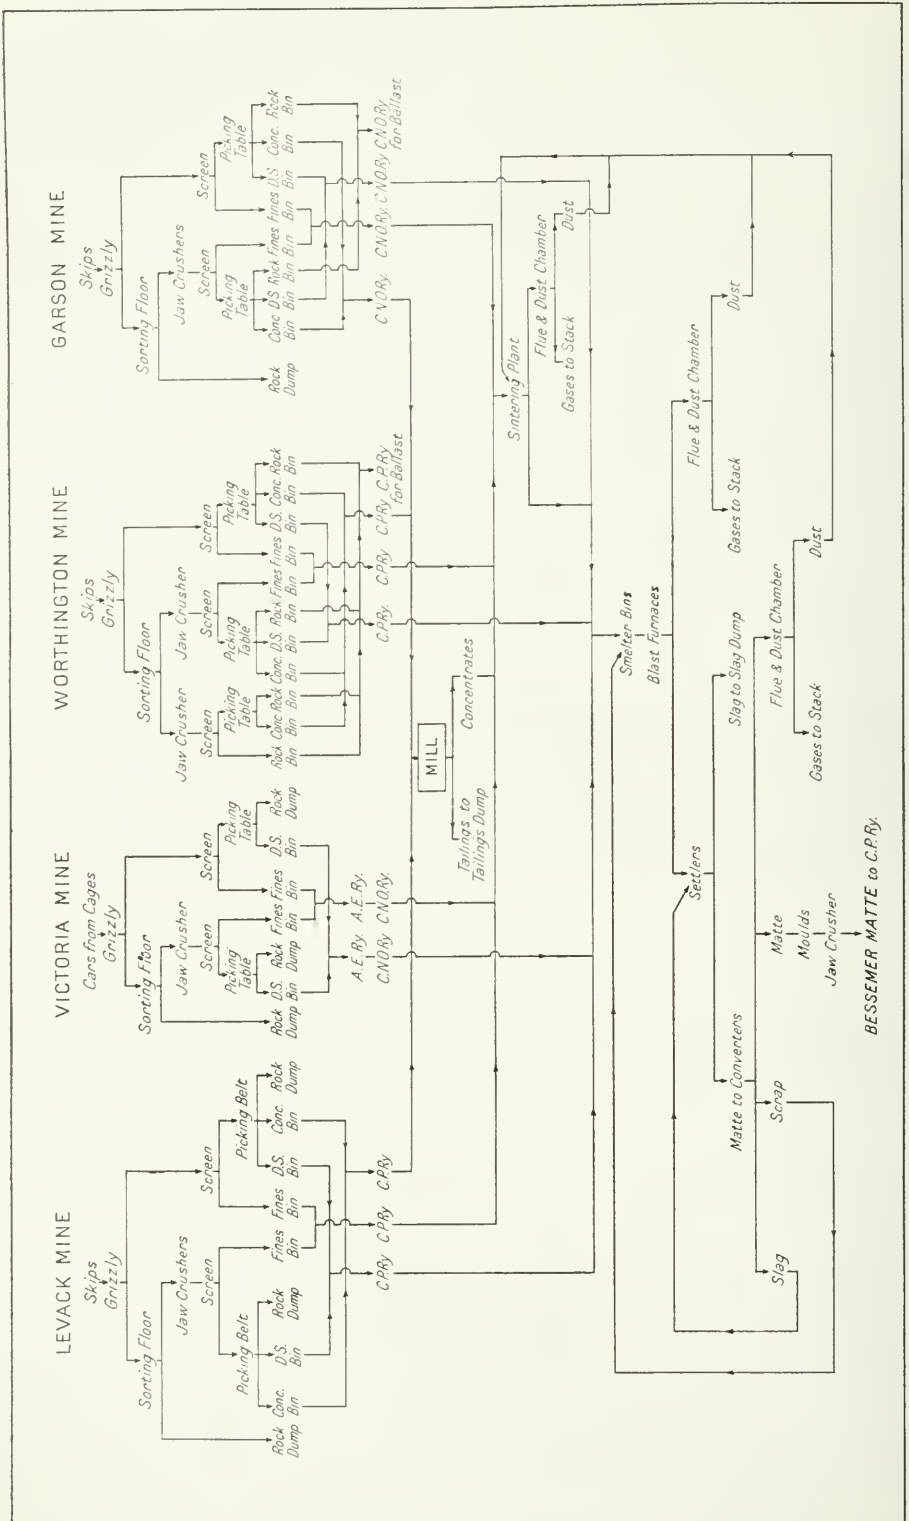 LEVACK MINE
Skips
Grizzly
Sorting Floor
Jaw Crushers
Screen
Screen
Picking Belt
Picking Belt
Rock Dump
Conc. Bin
D.S. Bin
Rock Dump
Fines Bin
Fines Bin
D.S. Bin
Conc. Bin
Rock Dump
C.P.Ry
C.P.Ry
C.P.Ry
VICTORIA MINE
Cars from Cages
Grizzly
Sorting Floor
Jaw Crusher
Screen
Screen
Picking Table
Picking Table
Rock Dump
D.S. Bin
Rock Dump
Fines Bin
Fines Bin
D.S. Bin
Rock Dump
A.E.Ry. A.E.Ry.
C.N.O.Ry C.N.O.Ry.
WORTHINGTON MINE
Skips
Grizzly
Sorting Floor
Jaw Crusher
Jaw Crusher
Screen
Screen
Screen
Picking Table
Picking Table
Picking Table
Rock Bin
Conc Bin
Rock Bin
Conc. Bin
D.S. Bin
Rock Bin
Fines Bin
Fines Bin
D.S. Bin
Conc. Bin
Rock Bin
C.P.Ry.
C.P.Ry
C.P.Ry
C.P.Ry for Ballast
GARSON MINE
Skips
Grizzly
Sorting Floor
Jaw Crushers
Screen
Screen
Picking Table
Picking Table
Rock Dump
Conc Bin
DS Bin
Rock Bin
Fines Bin
Fines Bin
D.S. Bin
Conc. Bin
Rock Bin
CNORy.
CNORy.
CNORy
CNORy for Ballast
MILL
Tailings to
Tailings Dump
Concentrates
Sintering Plant
Flue & Dust Chamber
Gases to Stack
Dust
Smelter Bins
Blast Furnaces
Settlers
Flue & Dust Chamber
Gases to Stack
Dust
Matte to Converters
Slag to Slag Dump
Slag
Scrap
Matte
Moulds
Jaw Crusher
Flue & Dust Chamber
Gases to Stack
Dust
BESSEMER MATTE to C.P.Ry.